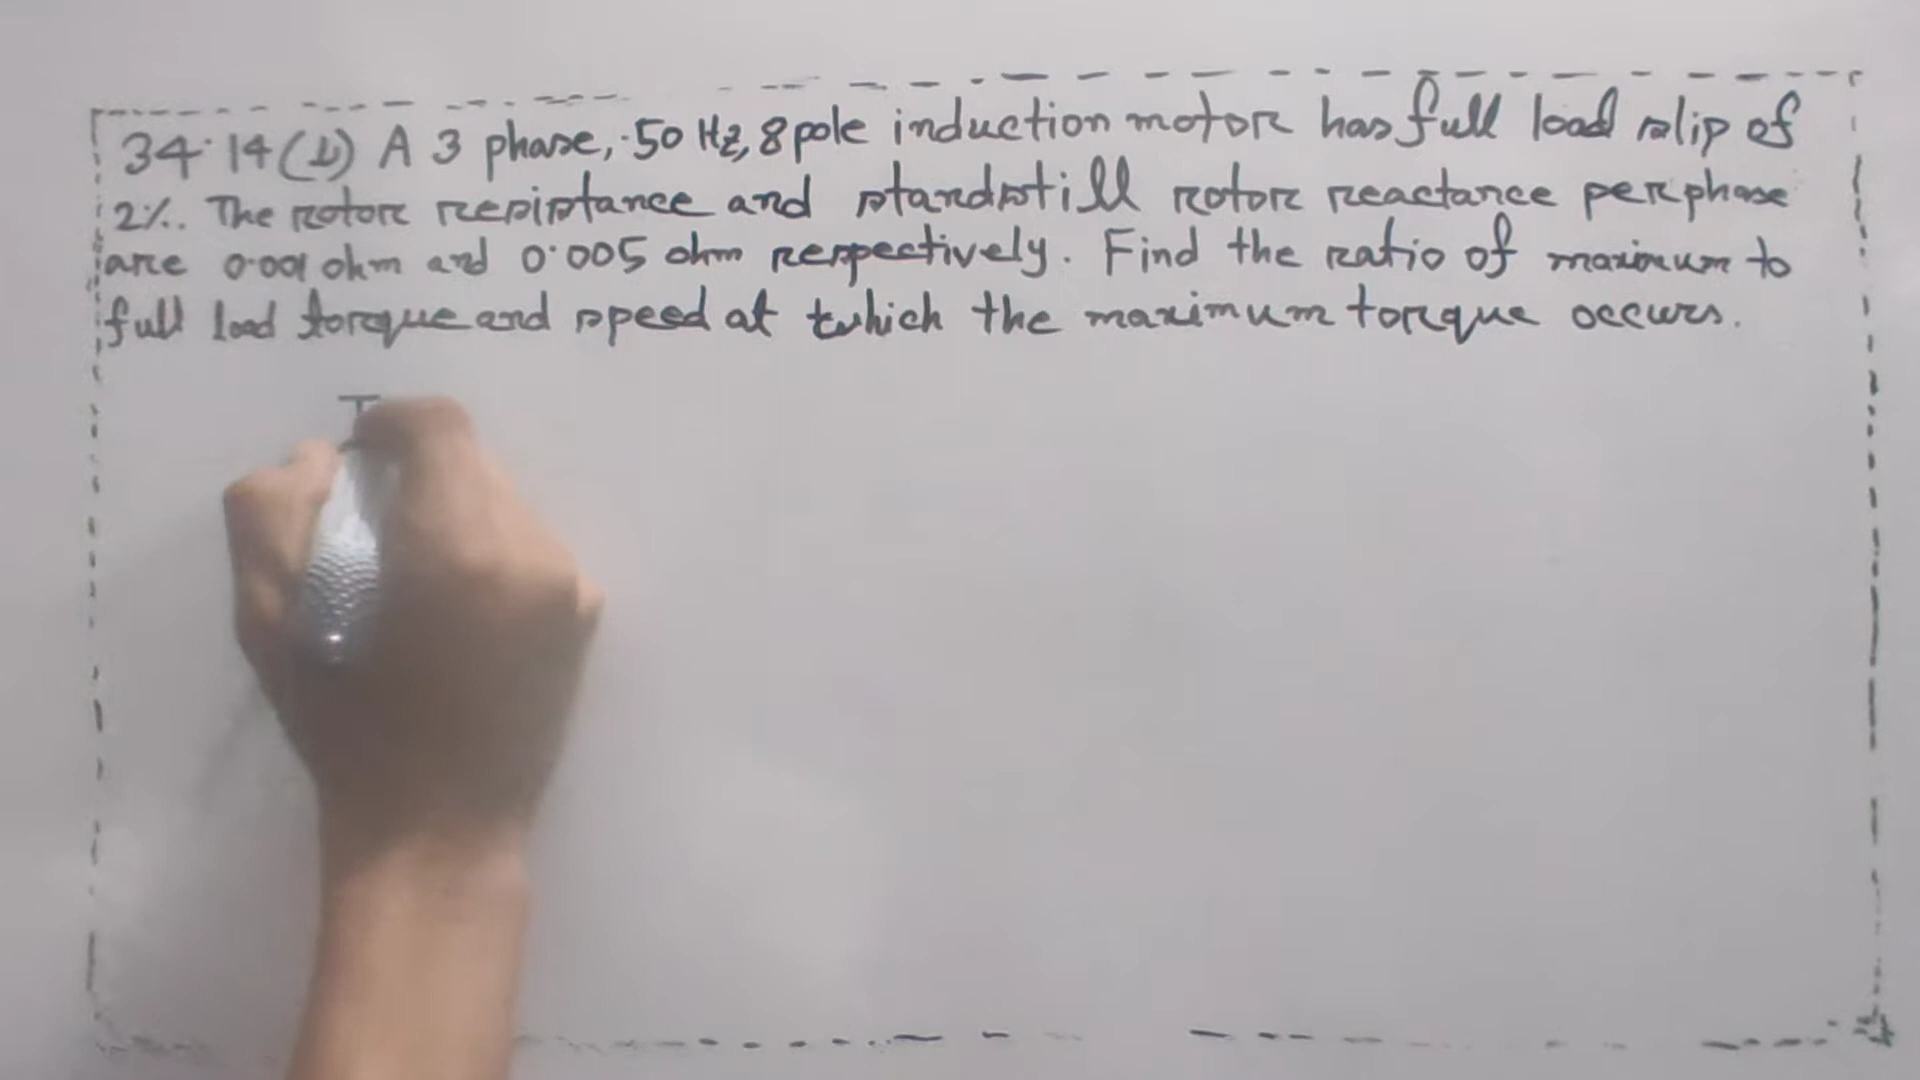 34.14(b) A 3 phase, 50 Hz, 8 pole induction motor has full load slip of
2%. The rotor resistance and standstill rotor reactance per phase
are 0.001 ohm and 0.005 ohm respectively. Find the ratio of maximum to
full load torque and speed at which the maximum torque occurs.
T